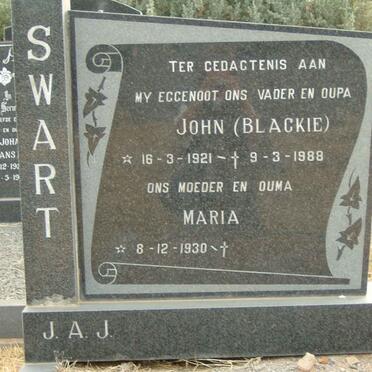 SWART
TER GEDAGTENIS AAN
MY EGGENOOT ONS VADER EN OUPA
JOHN (BLACKIE)
☆ 16-3-1921 ~ † 9-3-1988
ONS MOEDER EN OUMA
MARIA
☆ 8-12-1930 ~ †
J.A.J.